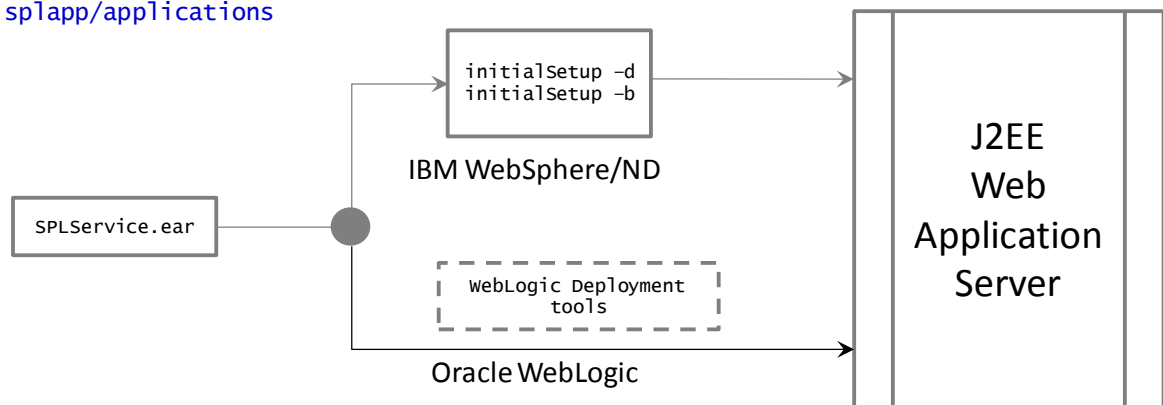 splapp/applications
initialSetup –d
initialSetup –b
IBM WebSphere/ND
SPLService.ear
WebLogic Deployment
tools
Oracle WebLogic
J2EE
Web
Application
Server